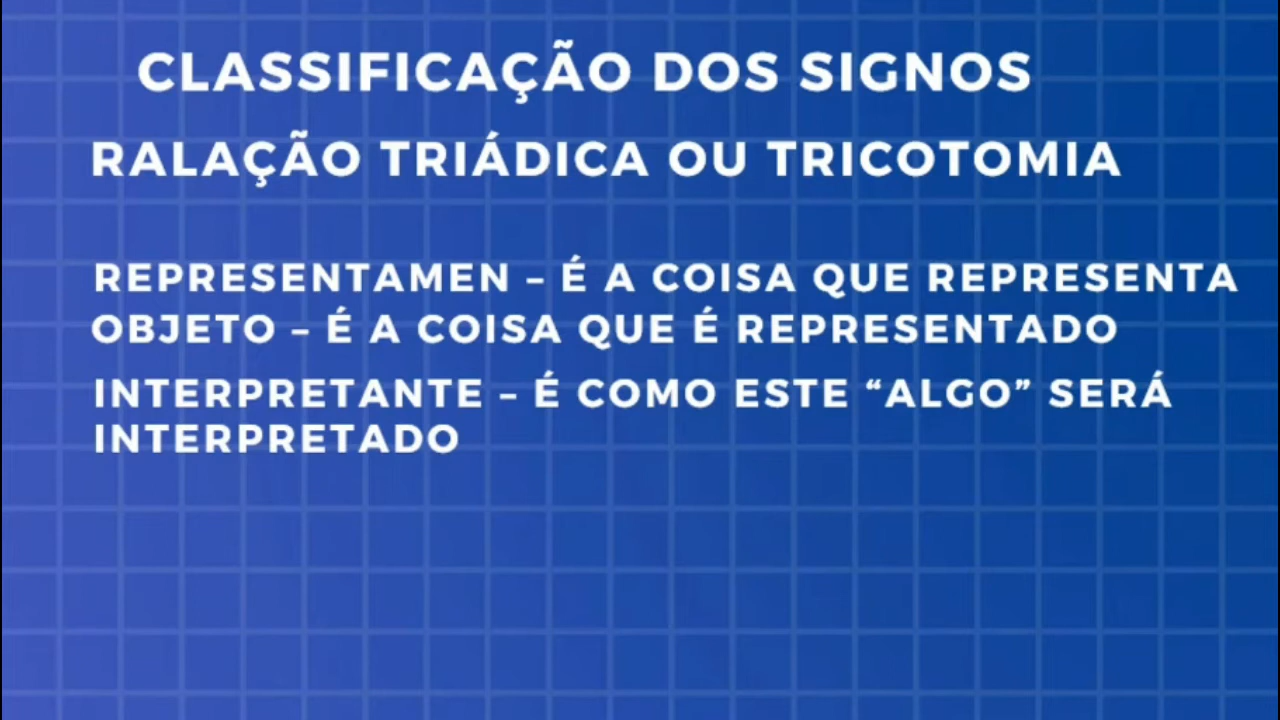 CLASSIFICAÇÃO DOS SIGNOS
RALAÇÃO TRIÁDICA OU TRICOTOMIA
REPRESENTAMEN – É A COISA QUE REPRESENTA
OBJETO – É A COISA QUE É REPRESENTADO
INTERPRETANTE – É COMO ESTE “ALGO” SERÁ
INTERPRETADO